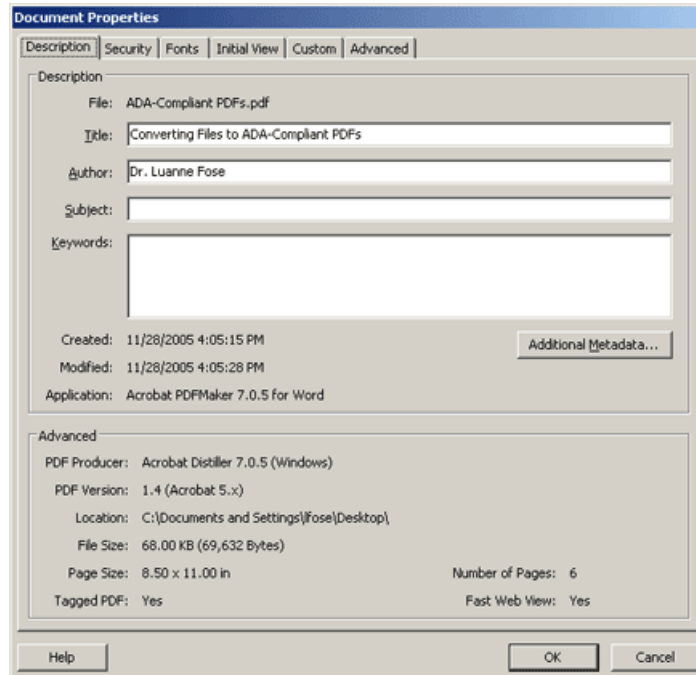 Document Properties
Description Security Fonts Initial View Custom Advanced
Description
File: ADA-Compliant PDFs.pdf
Title: Converting Files to ADA-Compliant PDFs
Author: Dr. Luanne Fose
Subject:
Keywords:
Created: 11/28/2005 4:05:15 PM
Additional Metadata...
Modified: 11/28/2005 4:05:28 PM
Application: Acrobat PDFMaker 7.0.5 for Word
Advanced
PDF Producer: Acrobat Distiller 7.0.5 (Windows)
PDF Version: 1.4 (Acrobat 5.x)
Location: C:\Documents and Settings\lfose\Desktop\
File Size: 68.00 KB (69,632 Bytes)
Page Size: 8.50 x 11.00 in Number of Pages: 6
Tagged PDF: Yes Fast Web View: Yes
Help OK Cancel